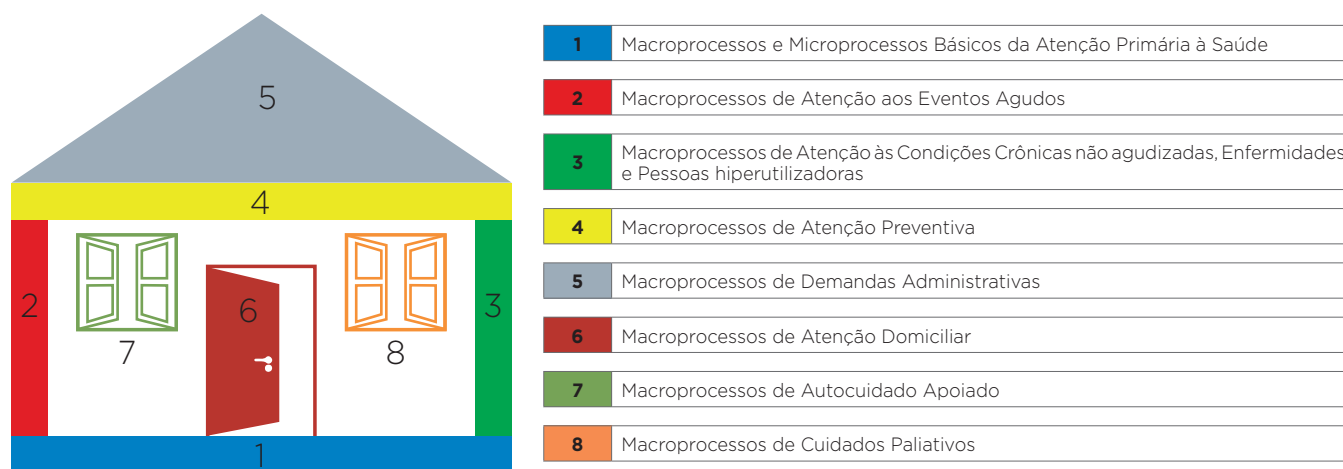 5
4
2
6
3
7
8
1
1 Macroprocessos e Microprocessos Básicos da Atenção Primária à Saúde
2 Macroprocessos de Atenção aos Eventos Agudos
3 Macroprocessos de Atenção às Condições Crônicas não agudizadas, Enfermidades
e Pessoas hiperutilizadoras
4 Macroprocessos de Atenção Preventiva
5 Macroprocessos de Demandas Administrativas
6 Macroprocessos de Atenção Domiciliar
7 Macroprocessos de Autocuidado Apoiado
8 Macroprocessos de Cuidados Paliativos